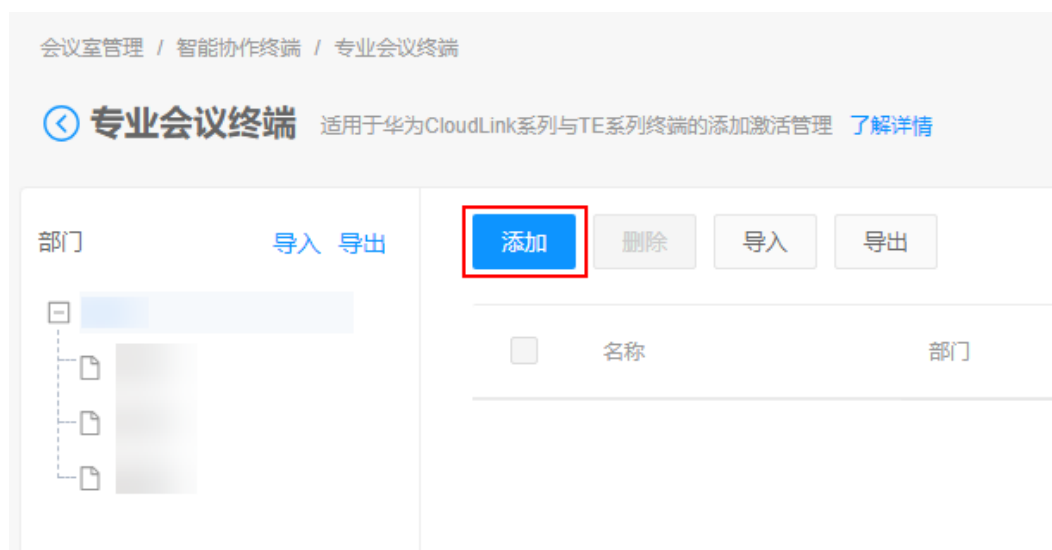 会议室管理 / 智能协作终端 / 专业会议终端
专业会议终端 适用于华为CloudLink系列与TE系列终端的添加激活管理 了解详情
部门 导入 导出 添加 删除 导入 导出
名称 部门